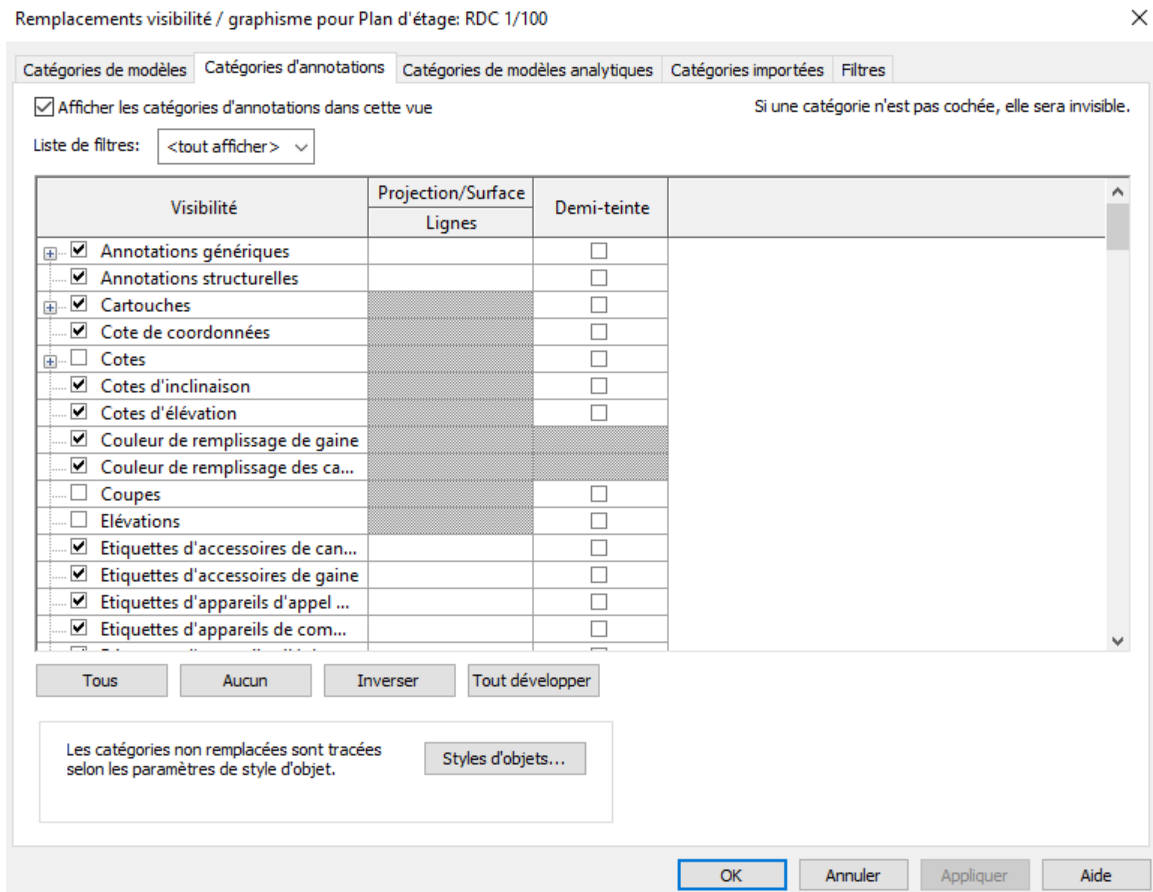 Remplacements visibilité / graphisme pour Plan d'étage: RDC 1/100
Catégories de modèles Catégories d'annotations Catégories de modèles analytiques Catégories importées Filtres
Afficher les catégories d'annotations dans cette vue Si une catégorie n'est pas cochée, elle sera invisible.
Liste de filtres: <tout afficher>
Visibilité Projection/Surface Demi-teinte
Lignes
Annotations génériques
Annotations structurelles
Cartouches
Cote de coordonnées
Cotes
Cotes d'inclinaison
Cotes d'élévation
Couleur de remplissage de gaine
Couleur de remplissage des ca...
Coupes
Elévations
Etiquettes d'accessoires de can...
Etiquettes d'accessoires de gaine
Etiquettes d'appareils d'appel ...
Etiquettes d'appareils de com...
Tous Aucun Inverser Tout développer
Les catégories non remplacées sont tracées
selon les paramètres de style d'objet.
Styles d'objets...
OK Annuler Appliquer Aide